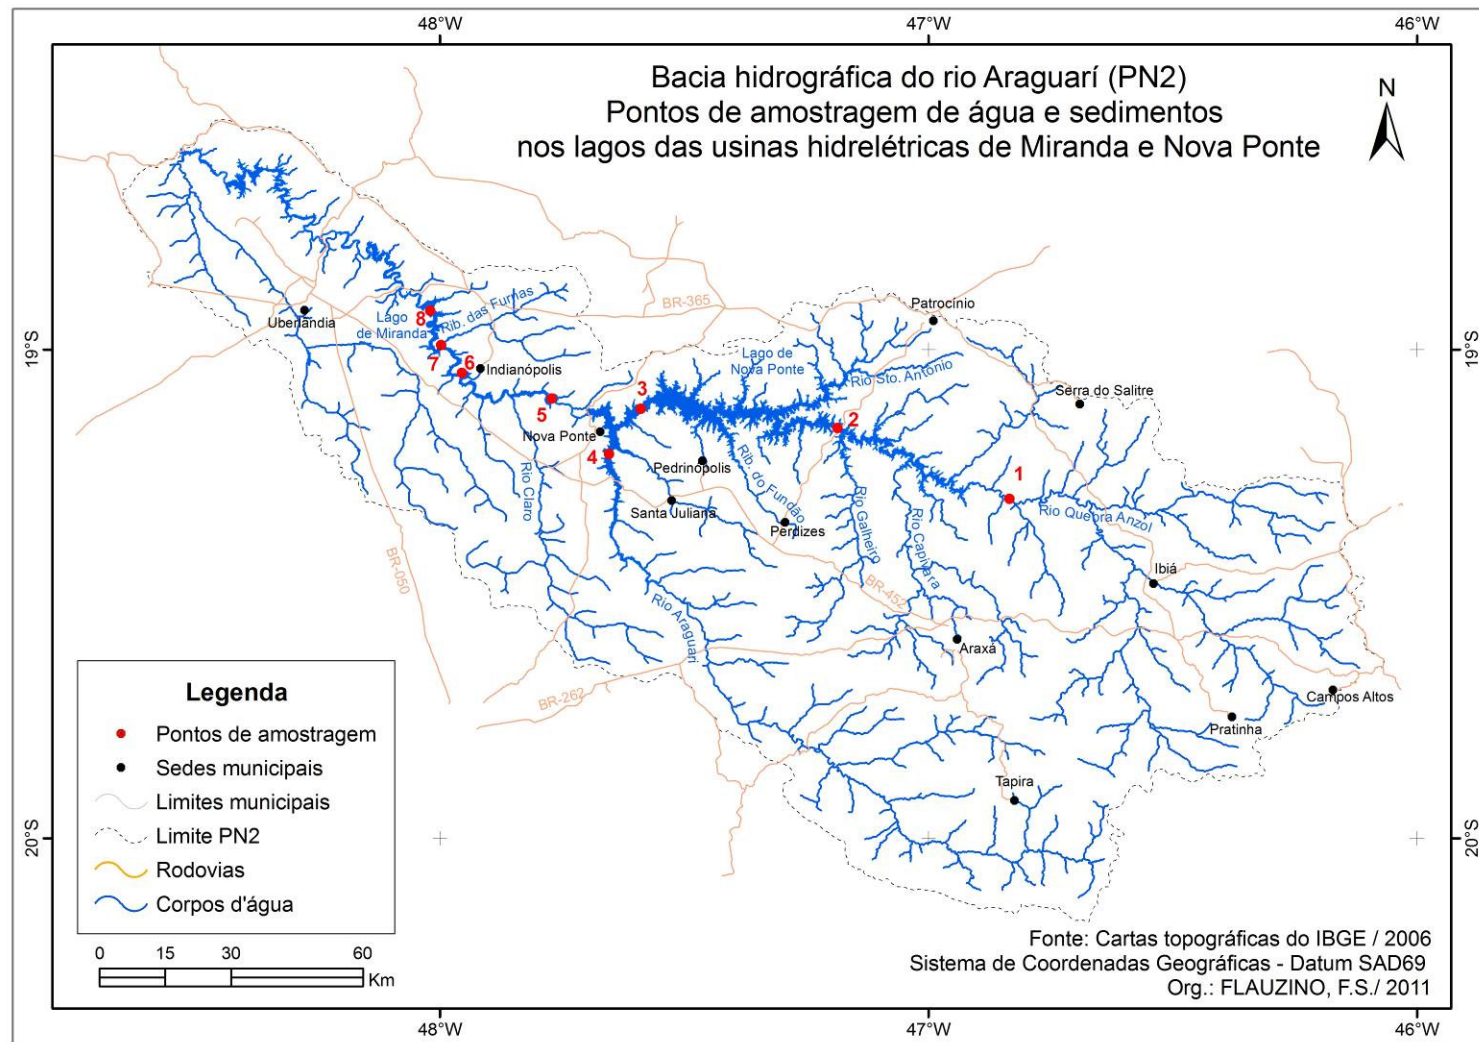 48°W
47°W
46°W
Bacia hidrográfica do rio Araguarí (PN2)
Pontos de amostragem de água e sedimentos
nos lagos das usinas hidrelétricas de Miranda e Nova Ponte
N
BR-365
Patrocínio
Uberlândia
8
Lago
de Miranda
Rib. das Furnas
19°S
19°S
7
6
Indianópolis
Lago de
Nova Ponte
Rio Sto. Antônio
Serra do Salitre
3
5
2
Nova Ponte
4
Pedrinópolis
1
Rio Claro
Santa Juliana
Rib. do Fundão
Perdizes
Rio Galheiro
Rio Capivara
Rio Quebra Anzol
Ibiá
BR-050
BR-452
Rio Araguari
Araxá
BR-262
Campos Altos
Pratinha
Tapira
Legenda
Pontos de amostragem
Sedes municipais
Limites municipais
Limite PN2
Rodovias
Corpos d'água
20°S
20°S
0 15 30 60
Km
Fonte: Cartas topográficas do IBGE / 2006
Sistema de Coordenadas Geográficas - Datum SAD69
Org.: FLAUZINO, F.S./ 2011
48°W
47°W
46°W